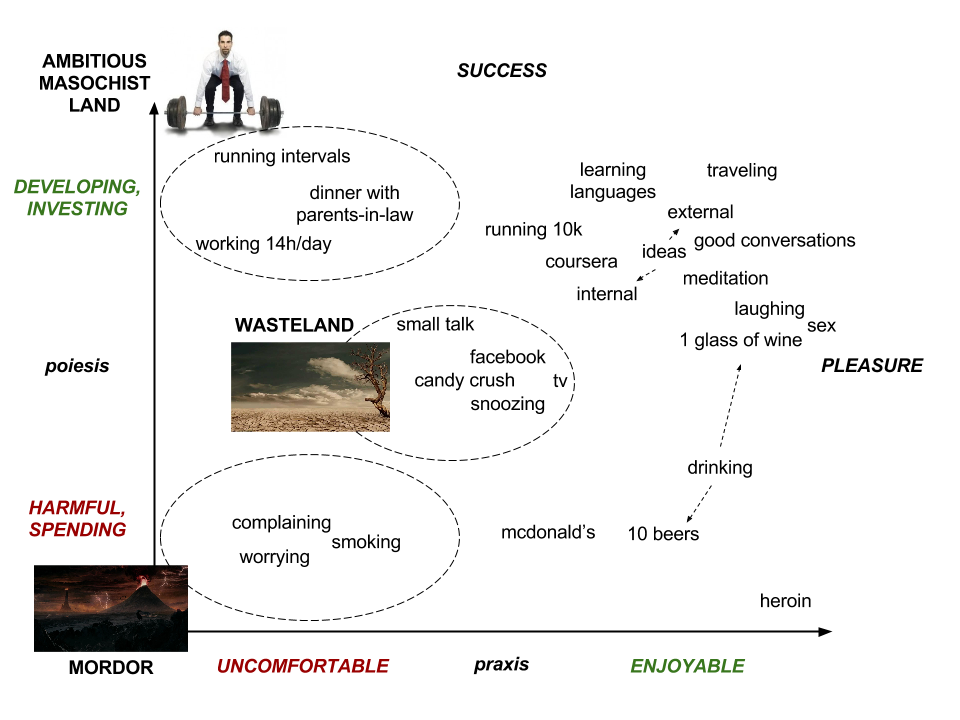 AMBITIOUS
MASOCHIST
LAND
SUCCESS
running intervals
DEVELOPING,
INVESTING
dinner with
parents-in-law
working 14h/day
learning
languages
traveling
external
running 10k
ideas
good conversations
coursera
internal
meditation
laughing
sex
1 glass of wine
WASTELAND
small talk
facebook
candy crush
tv
snoozing
poiesis
PLEASURE
drinking
HARMFUL,
SPENDING
complaining
smoking
worrying
mcdonald's
10 beers
heroin
MORDOR
UNCOMFORTABLE
praxis
ENJOYABLE